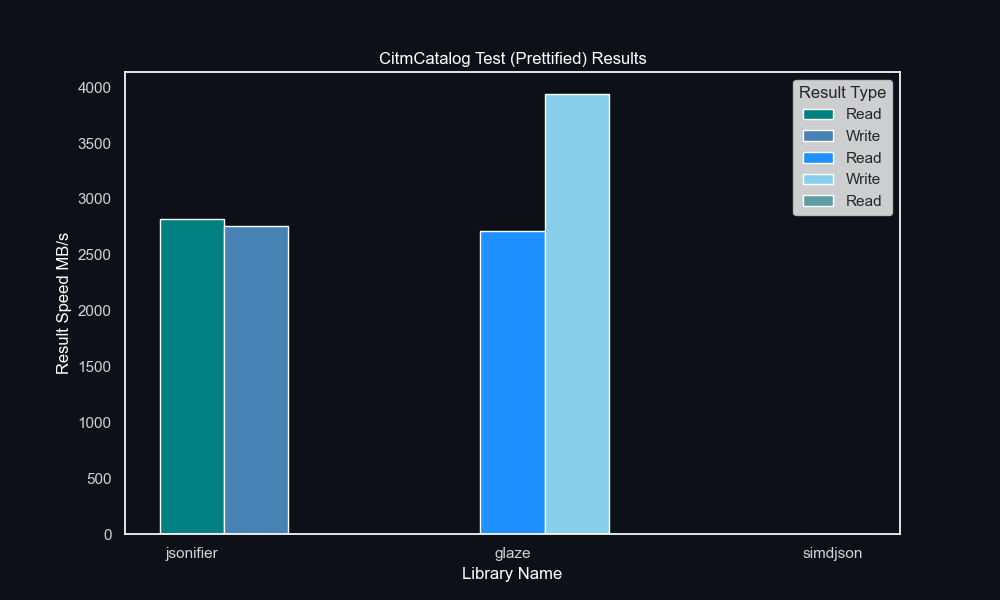 CitmCatalog Test (Prettified) Results
Result Type
Read
Write
Read
Write
Read
4000
3500
3000
2500
2000
1500
1000
500
0
Result Speed MB/s
jsonifier
glaze
simdjson
Library Name